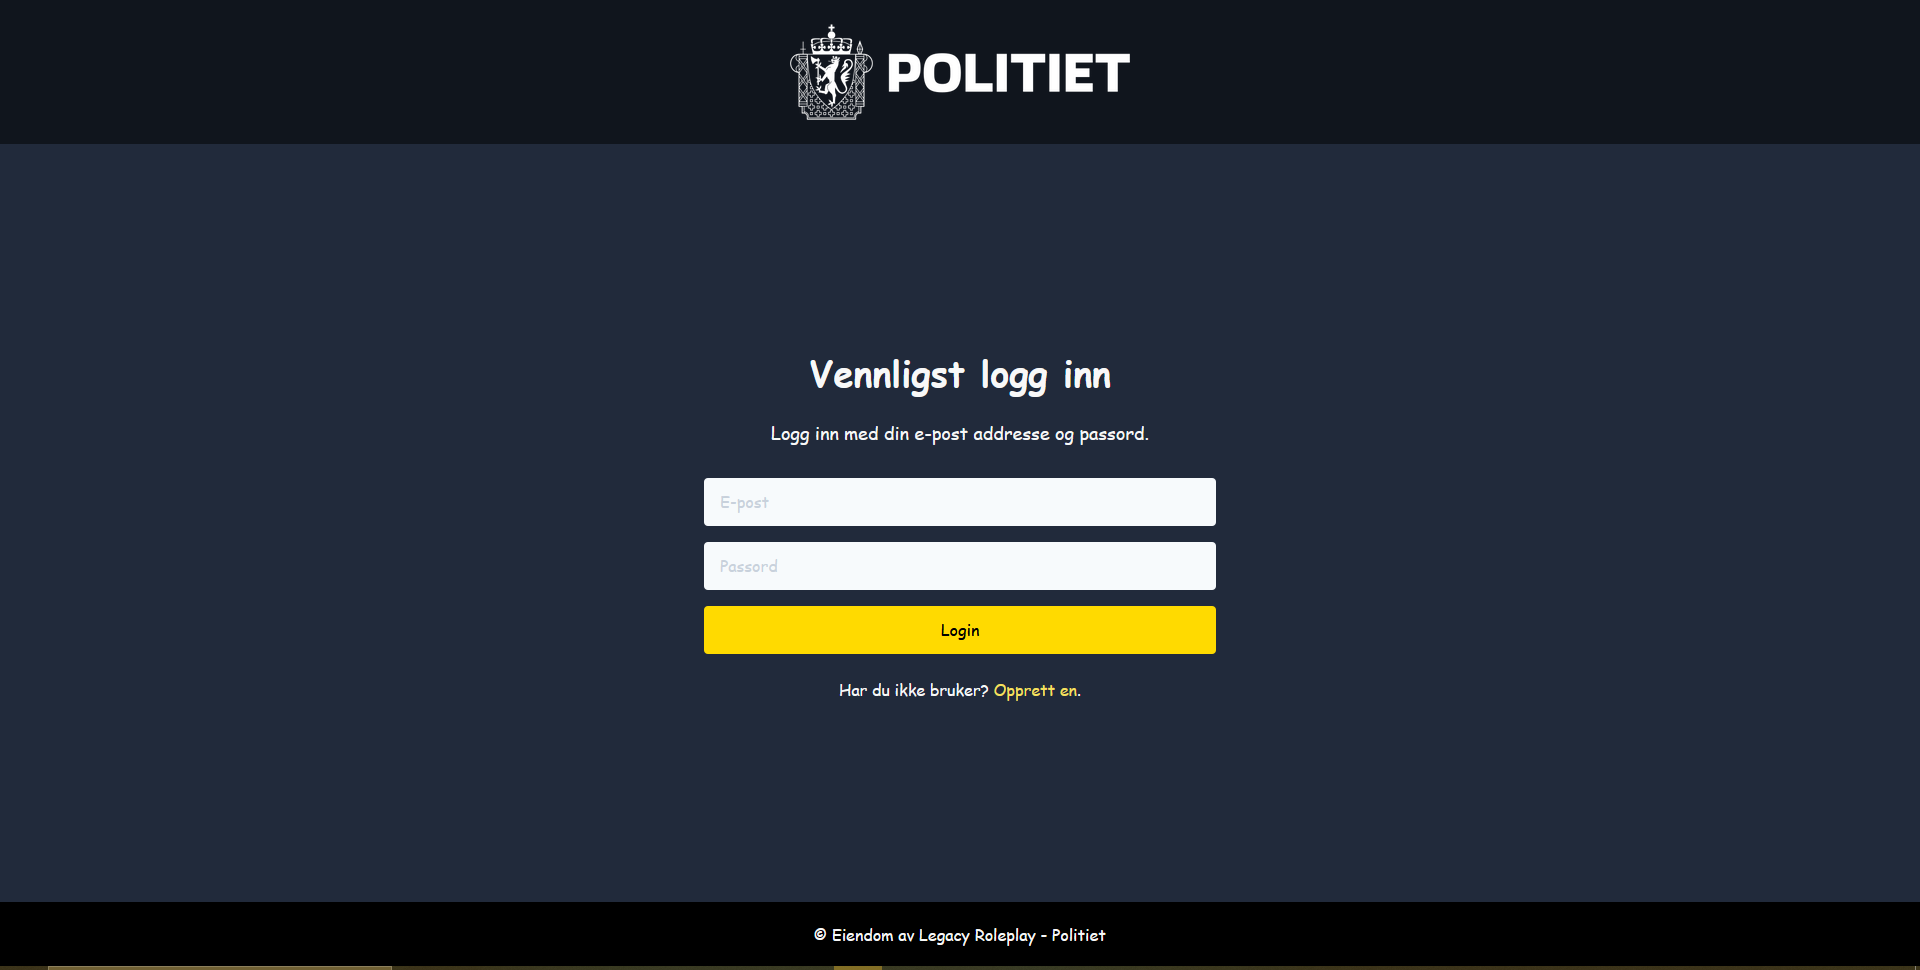 POLITIET
Vennligst logg inn
Logg inn med din e-post addresse og passord.
E-post
Passord
Login
Har du ikke bruker? Opprett en.
© Eiendom av Legacy Roleplay - Politiet